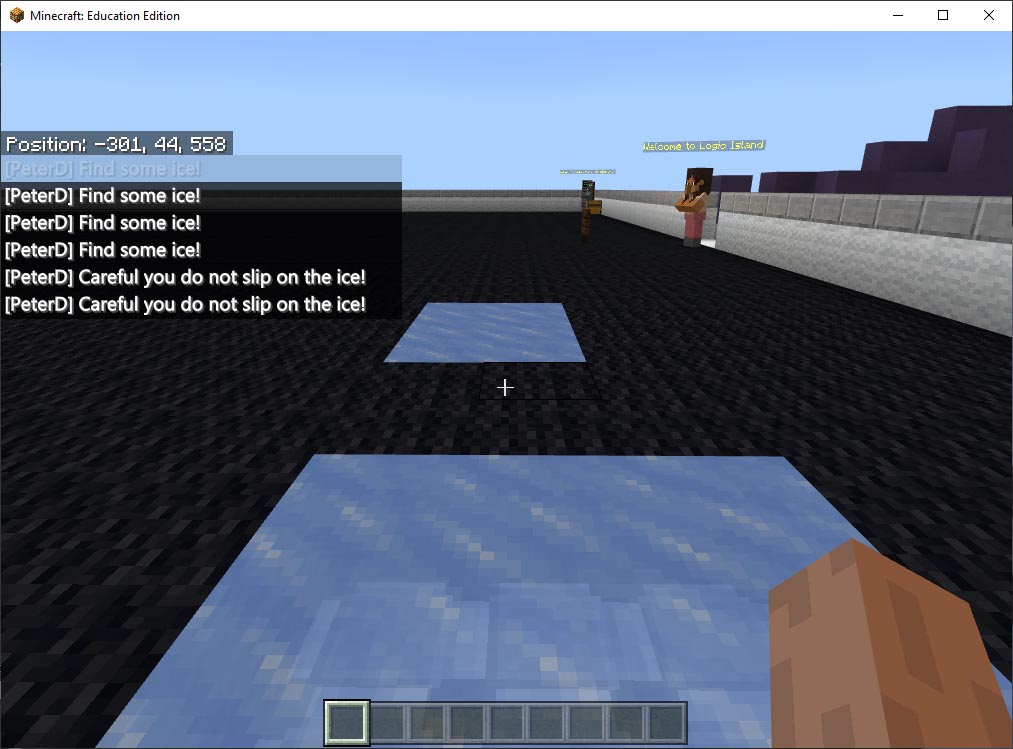 Minecraft: Education Edition
Position: -301, 44, 558
[PeterD] Find some ice!
[PeterD] Find some ice!
[PeterD] Find some ice!
[PeterD] Find some ice!
[PeterD] Careful you do not slip on the ice!
[PeterD] Careful you do not slip on the ice!
Welcome to Logic Island